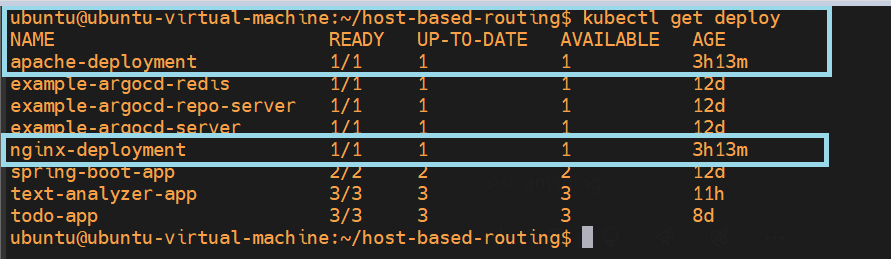 ubuntu@ubuntu-virtual-machine:~/host-based-routing$ kubectl get deploy
NAME READY UP-TO-DATE AVAILABLE AGE
apache-deployment 1/1 1 1 3h13m
example-argocd-redis 1/1 1 1 12d
example-argocd-repo-server 1/1 1 1 12d
example-argocd-server 1/1 1 1 12d
nginx-deployment 1/1 1 1 3h13m
spring-boot-app 2/2 2 2 12d
text-analyzer-app 3/3 3 3 11h
todo-app 3/3 3 3 8d
ubuntu@ubuntu-virtual-machine:~/host-based-routing$